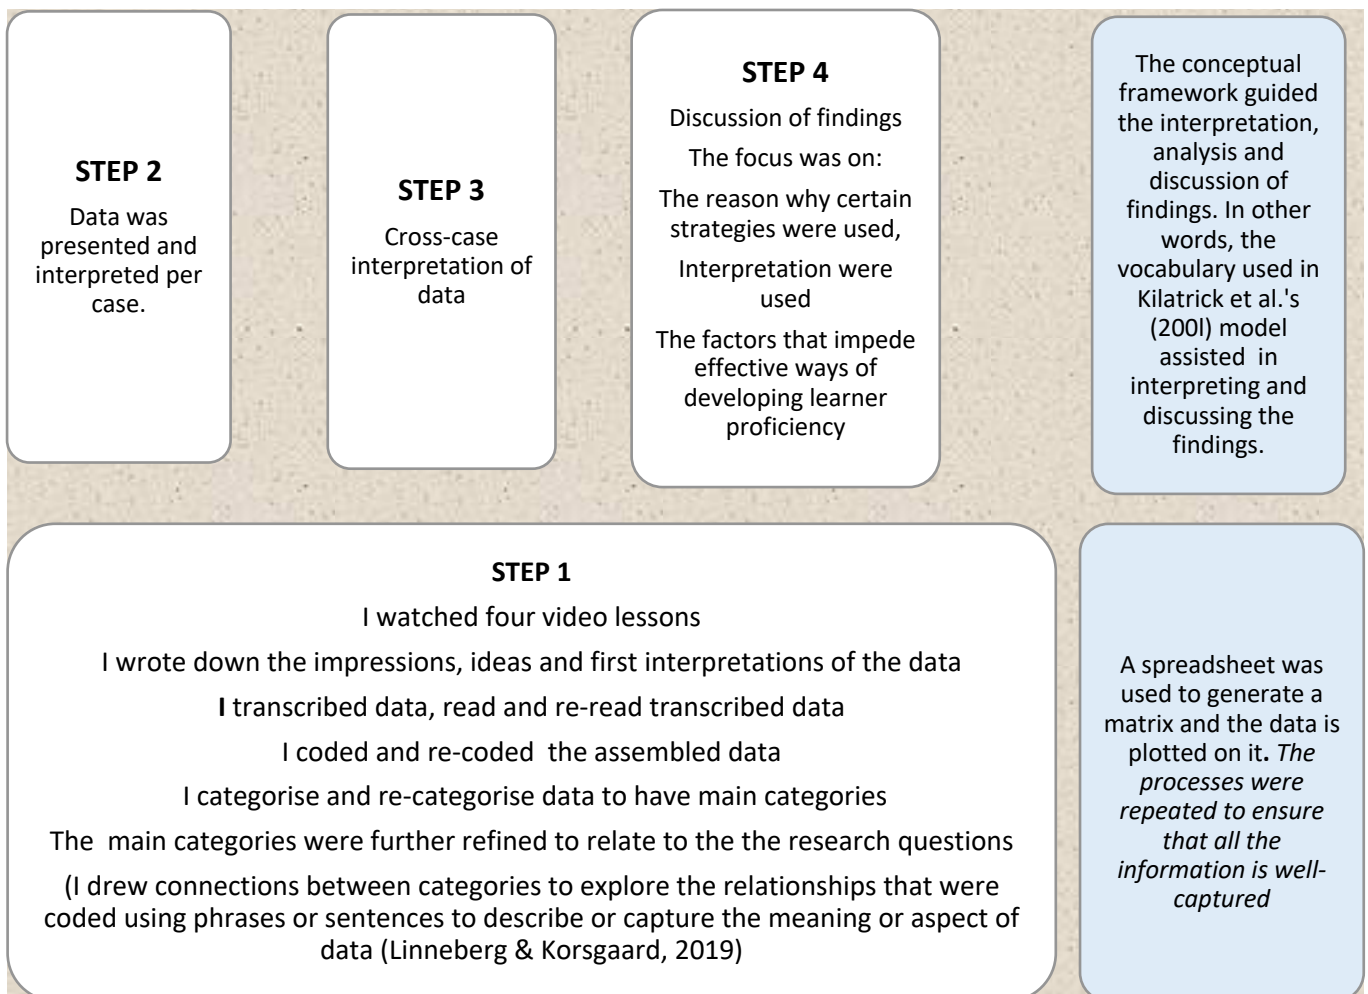 STEP 2
Data was
presented and
interpreted per
case.
STEP 3
Cross-case
interpretation of
data
STEP 4
Discussion of findings
The focus was on:
The reason why certain
strategies were used,
Interpretation were
used
The factors that impede
effective ways of
developing learner
proficiency
The conceptual
framework guided
the interpretation,
analysis and
discussion of
findings. In other
words, the
vocabulary used in
Kilatrick et al.'s
(200l) model
assisted in
interpreting and
discussing the
findings.
STEP 1
I watched four video lessons
I wrote down the impressions, ideas and first interpretations of the data
I transcribed data, read and re-read transcribed data
I coded and re-coded the assembled data
I categorise and re-categorise data to have main categories
The main categories were further refined to relate to the the research questions
(I drew connections between categories to explore the relationships that were
coded using phrases or sentences to describe or capture the meaning or aspect of
data (Linneberg & Korsgaard, 2019)
A spreadsheet was
used to generate a
matrix and the data is
plotted on it. The
processes were
repeated to ensure
that all the
information is well-
captured